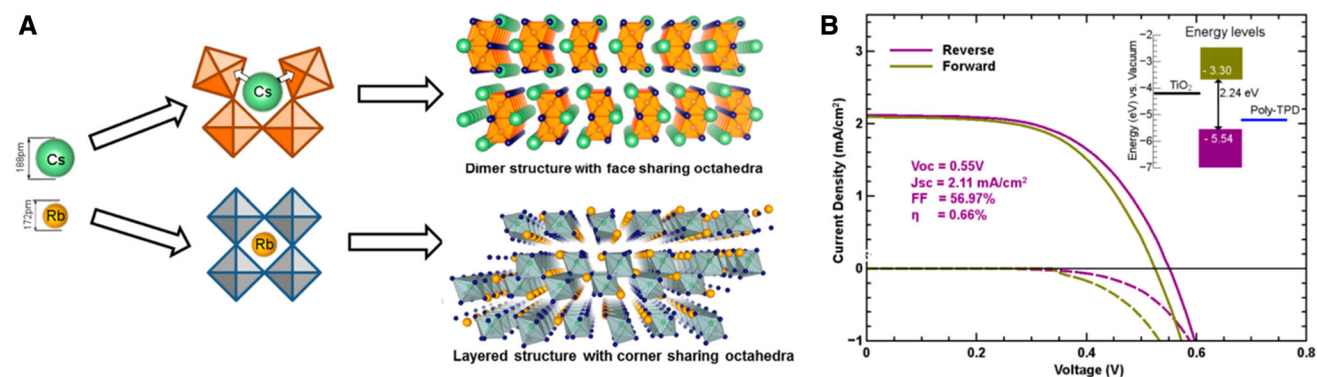 A
188pm
Cs
172pm
Rb
Cs
Rb
Dimer structure with face sharing octahedra
Layered structure with corner sharing octahedra
B
Current Density (mA/cm²)
3
2
1
0
−1
0
0.2
0.4
0.6
0.8
Voltage (V)
Reverse
Forward
Voc = 0.55V
Jsc = 2.11 mA/cm²
FF = 56.97%
η = 0.66%
Energy levels
Energy (eV) vs. Vacuum
−2
−3
−4
−5
−6
−7
TiO₂
- 3.30
2.24 eV
- 5.54
Poly-TPD